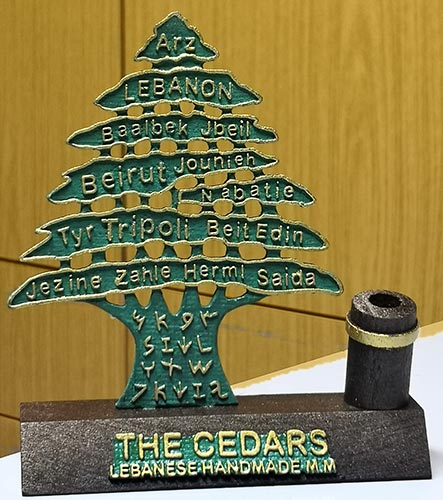 Arz
LEBANON
Baalbek Jbeil
Beirut Jounieh
Nabatie
Tyr Tripoli Beit Edin
Jezine Zahle Herml Saida
THE CEDARS
LEBANESE HANDMADE M.M